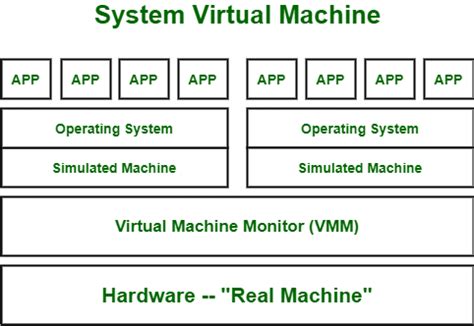 System Virtual Machine
APP APP APP APP APP APP APP APP
Operating System Operating System
Simulated Machine Simulated Machine
Virtual Machine Monitor (VMM)
Hardware -- "Real Machine"